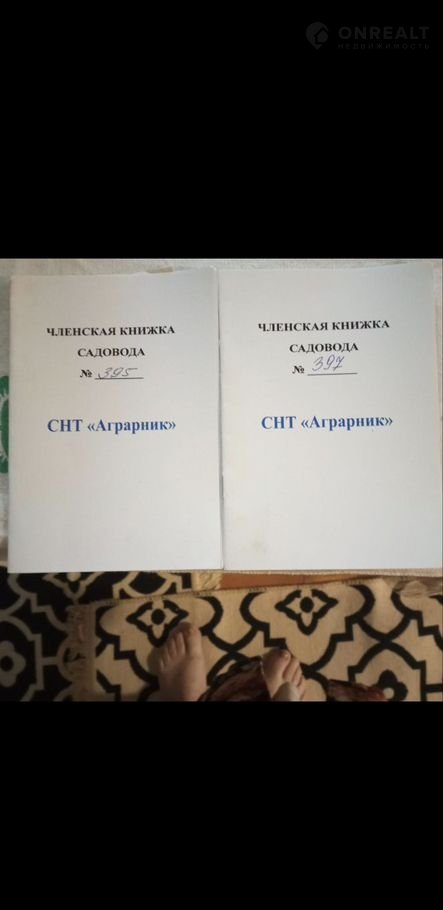 ONREALT
НЕДВИЖИМОСТЬ
ЧЛЕНСКАЯ КНИЖКА
САДОВОДА
№ 395
СНТ «Аграрник»
ЧЛЕНСКАЯ КНИЖКА
САДОВОДА
№ 397
СНТ «Аграрник»